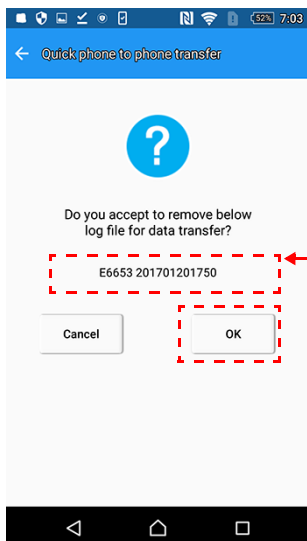 52% 7:03
Quick phone to phone transfer
?
Do you accept to remove below
log file for data transfer?
E6653 201701201750
Cancel OK